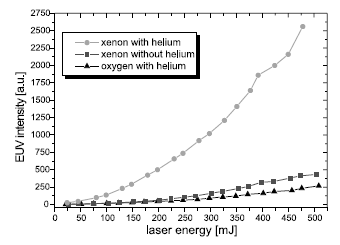 2750
2500
2250
2000
1750
1500
1250
1000
750
500
250
0
EUV intensity [a.u.]
xenon with helium
xenon without helium
oxygen with helium
0 50 100 150 200 250 300 350 400 450 500
laser energy [mJ]